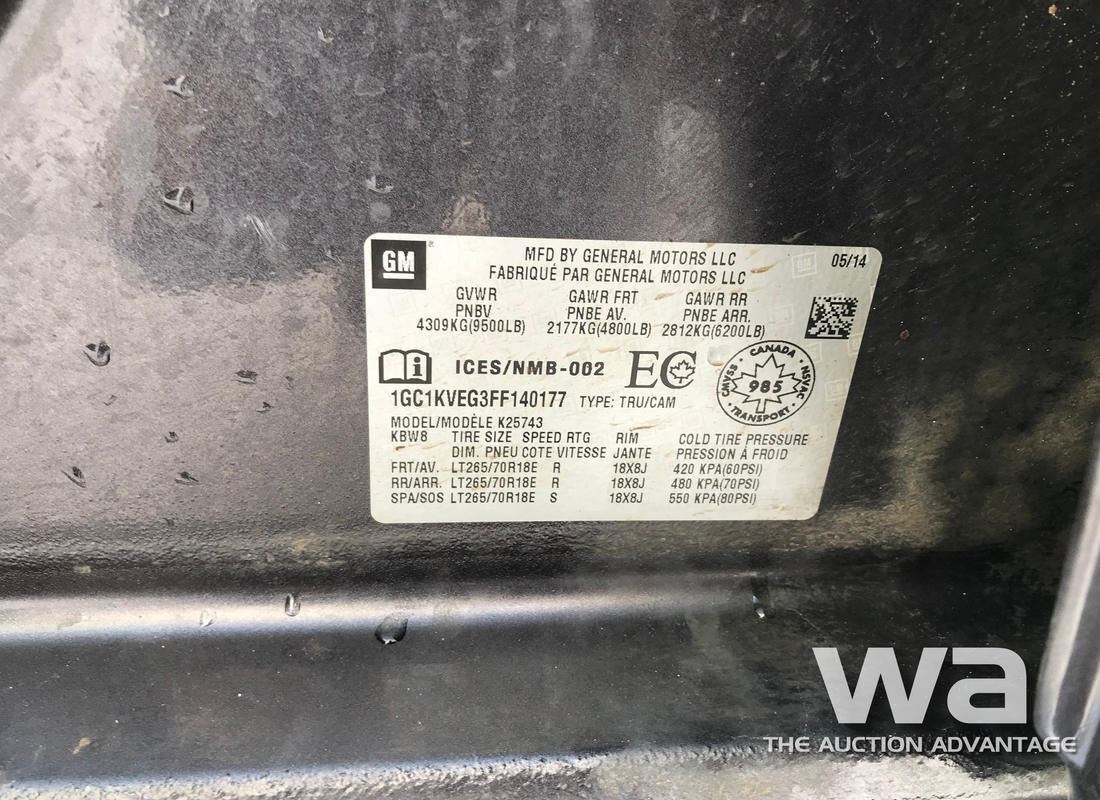 GM
MFD BY GENERAL MOTORS LLC
FABRIQUÉ PAR GENERAL MOTORS LLC
05/14
GVWR GAWR FRT GAWR RR
PNBV PNBE AV. PNBE ARR.
4309KG(9500LB) 2177KG(4800LB) 2812KG(6200LB)
i ICES/NMB-002 EC
CANADA
CMVSS 985 NSVAC
TRANSPORT
1GC1KVEG3FF140177 TYPE: TRU/CAM
MODEL/MODÈLE K25743
KBW8 TIRE SIZE SPEED RTG RIM COLD TIRE PRESSURE
DIM. PNEU COTE VITESSE JANTE PRESSION À FROID
FRT/AV. LT265/70R18E R 18X8J 420 KPA(60PSI)
RR/ARR. LT265/70R18E R 18X8J 480 KPA(70PSI)
SPA/SOS LT265/70R18E S 18X8J 550 KPA(80PSI)
wa
THE AUCTION ADVANTAGE